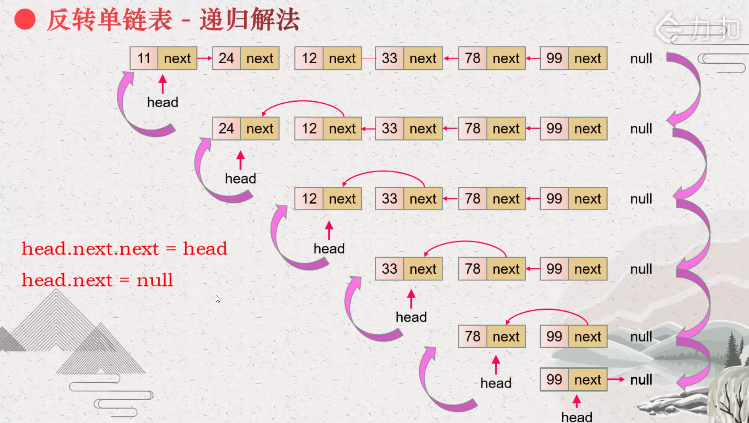 反转单链表 - 递归解法
力扣
11 next 24 next 12 next 33 next 78 next 99 next null
head
24 next 12 next 33 next 78 next 99 next null
head
12 next 33 next 78 next 99 next null
head
head.next.next = head
33 next 78 next 99 next null
head.next = null
head
78 next 99 next null
head
99 next null
head